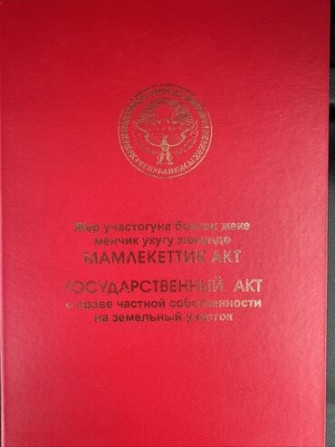 Жер участогуна болгон жеке
менчик укугу жөнүндө
МАМЛЕКЕТТИК АКТ
ГОСУДАРСТВЕННЫЙ АКТ
о праве частной собственности
на земельный участок